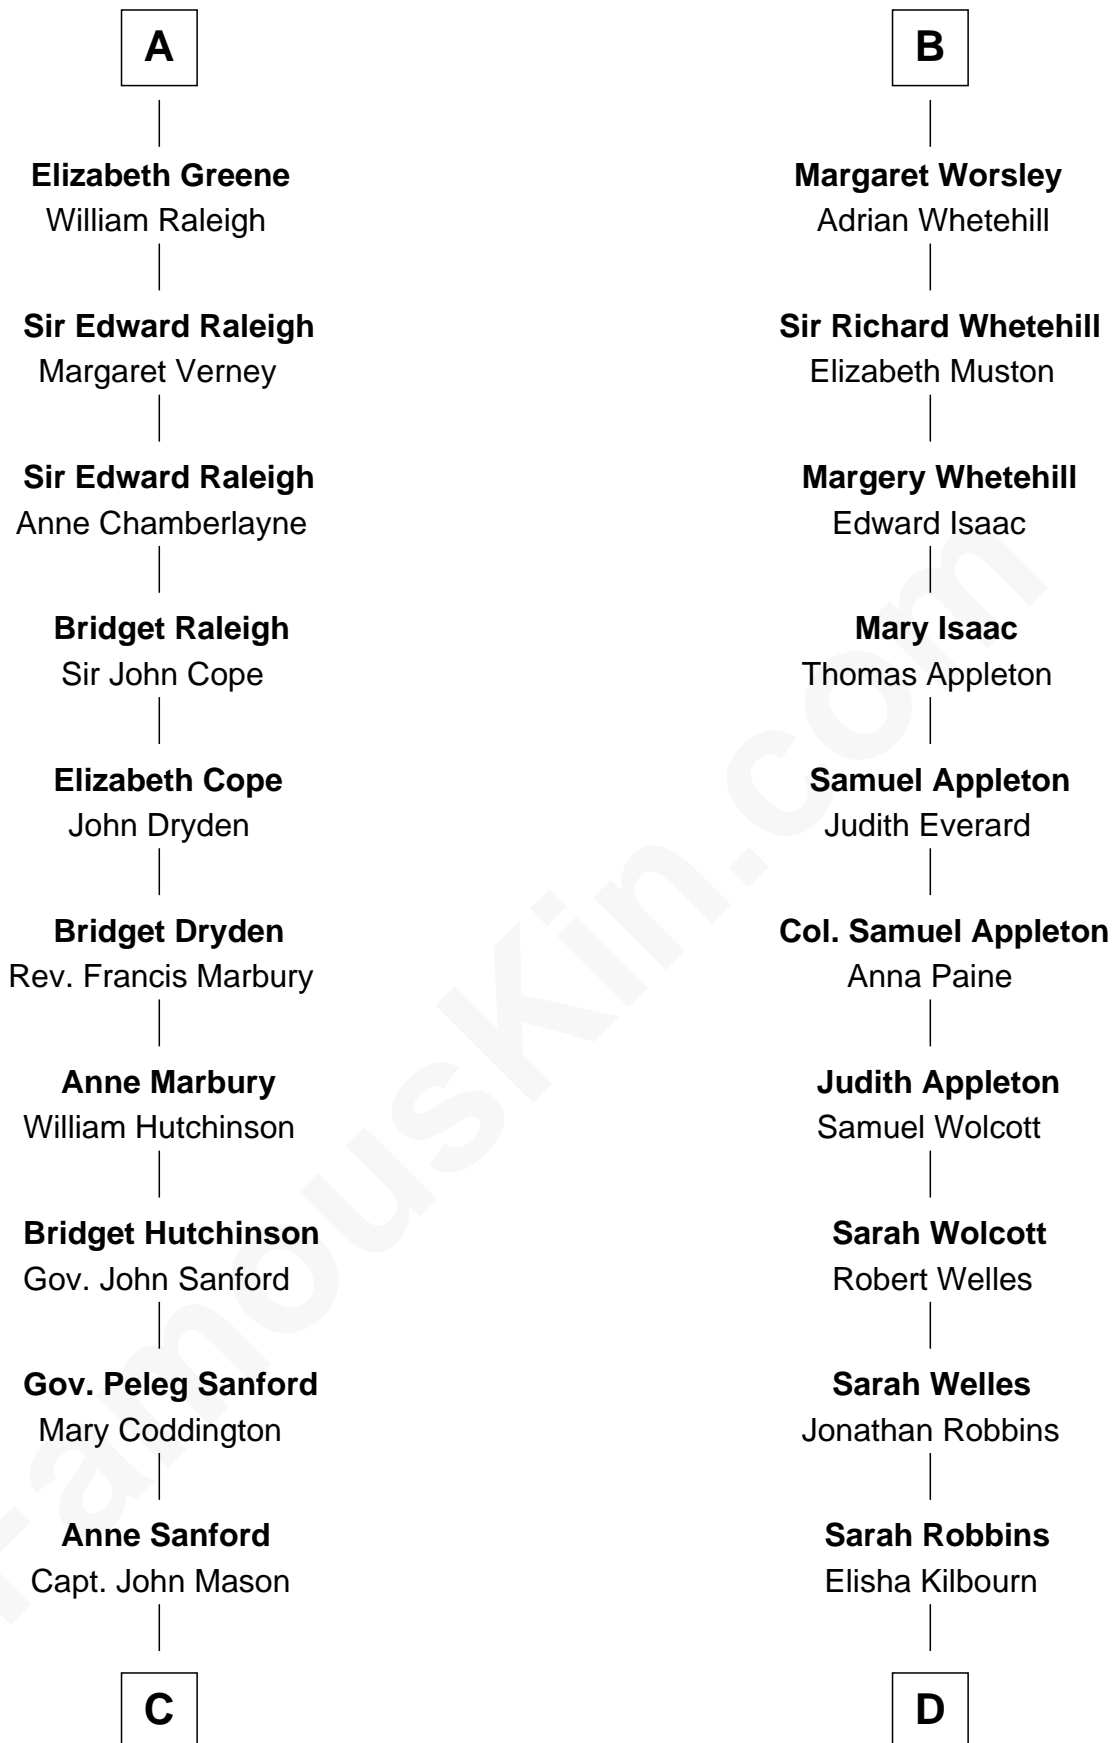 A
Elizabeth Greene
William Raleigh
Sir Edward Raleigh
Margaret Verney
Sir Edward Raleigh
Anne Chamberlayne
Bridget Raleigh
Sir John Cope
Elizabeth Cope
John Dryden
Bridget Dryden
Rev. Francis Marbury
Anne Marbury
William Hutchinson
Bridget Hutchinson
Gov. John Sanford
Gov. Peleg Sanford
Mary Coddington
Anne Sanford
Capt. John Mason
C
B
Margaret Worsley
Adrian Whetehill
Sir Richard Whetehill
Elizabeth Muston
Margery Whetehill
Edward Isaac
Mary Isaac
Thomas Appleton
Samuel Appleton
Judith Everard
Col. Samuel Appleton
Anna Paine
Judith Appleton
Samuel Wolcott
Sarah Wolcott
Robert Welles
Sarah Welles
Jonathan Robbins
Sarah Robbins
Elisha Kilbourn
D
FamousKin.com